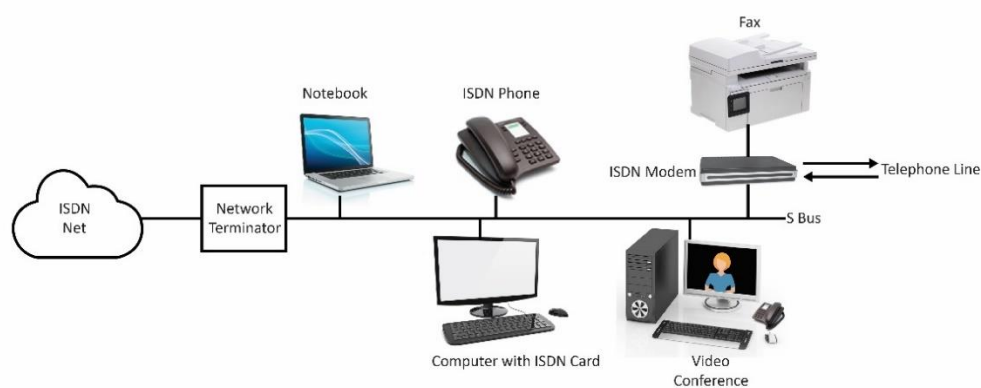 Fax
Notebook
ISDN Phone
ISDN Modem
Telephone Line
ISDN
Net
Network
Terminator
S Bus
Computer with ISDN Card
Video
Conference